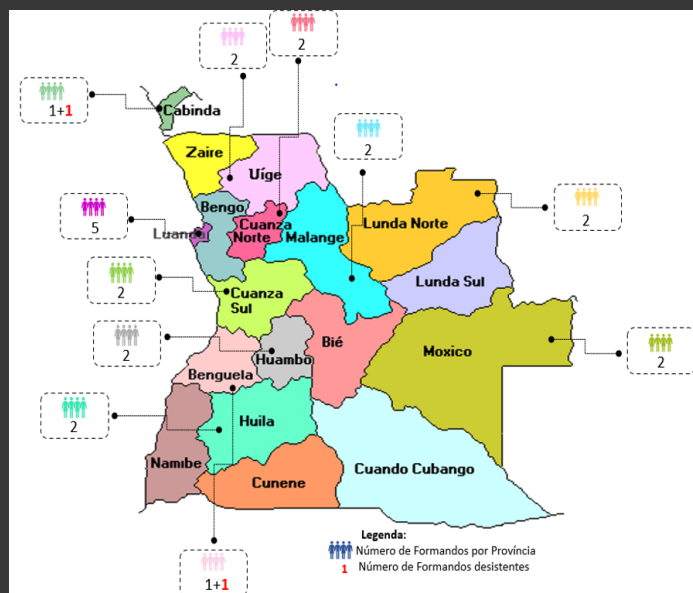 2
2
1+1
Cabinda
2
Zaire
Uíge
5
Bengo
2
Luanda
Cuanza
Norte
Malange
Lunda Norte
2
Cuanza
Sul
Lunda Sul
2
Huambo
Bié
Moxico
2
Benguela
2
Huila
Namibe
Cunene
Cuando Cubango
1+1
Legenda:
Número de Formandos por Província
1 Número de Formandos desistentes